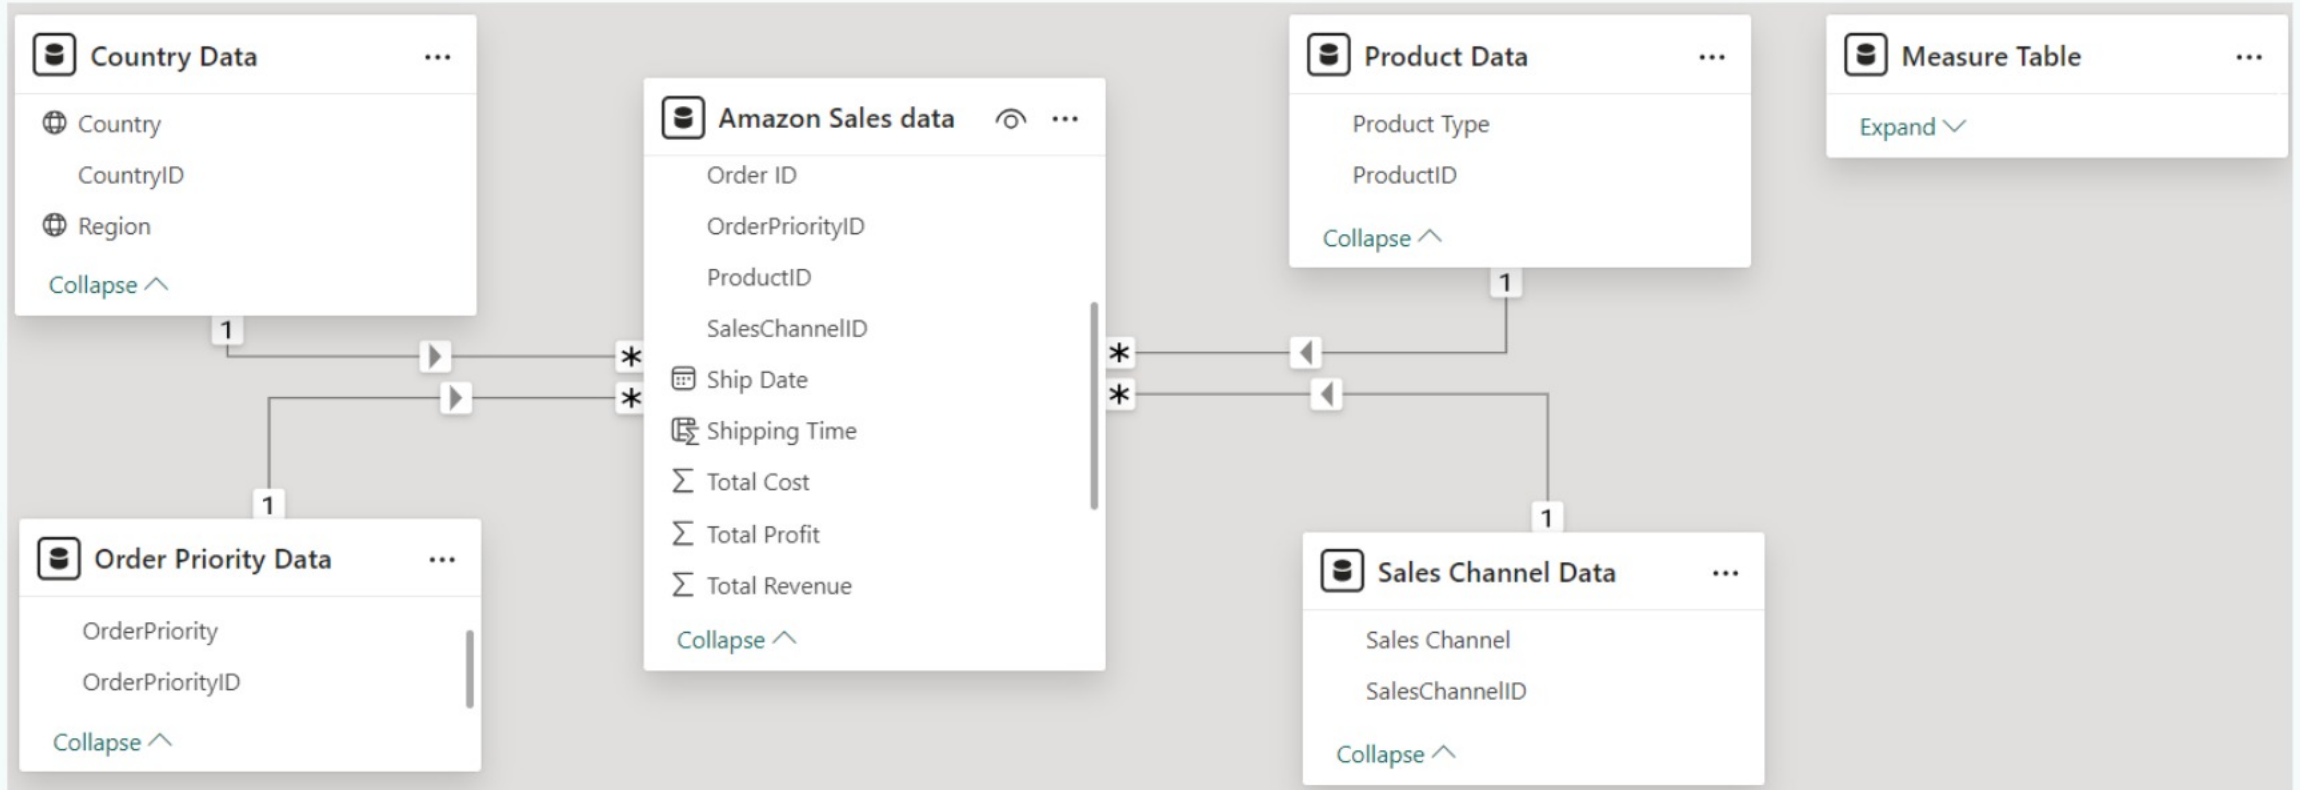 Country Data
Country
CountryID
Region
Collapse
1
*
Order Priority Data
OrderPriority
OrderPriorityID
Collapse
1
*
Amazon Sales data
Order ID
OrderPriorityID
ProductID
SalesChannelID
Ship Date
Shipping Time
Total Cost
Total Profit
Total Revenue
Collapse
Product Data
Product Type
ProductID
Collapse
1
*
Sales Channel Data
Sales Channel
SalesChannelID
Collapse
1
*
Measure Table
Expand